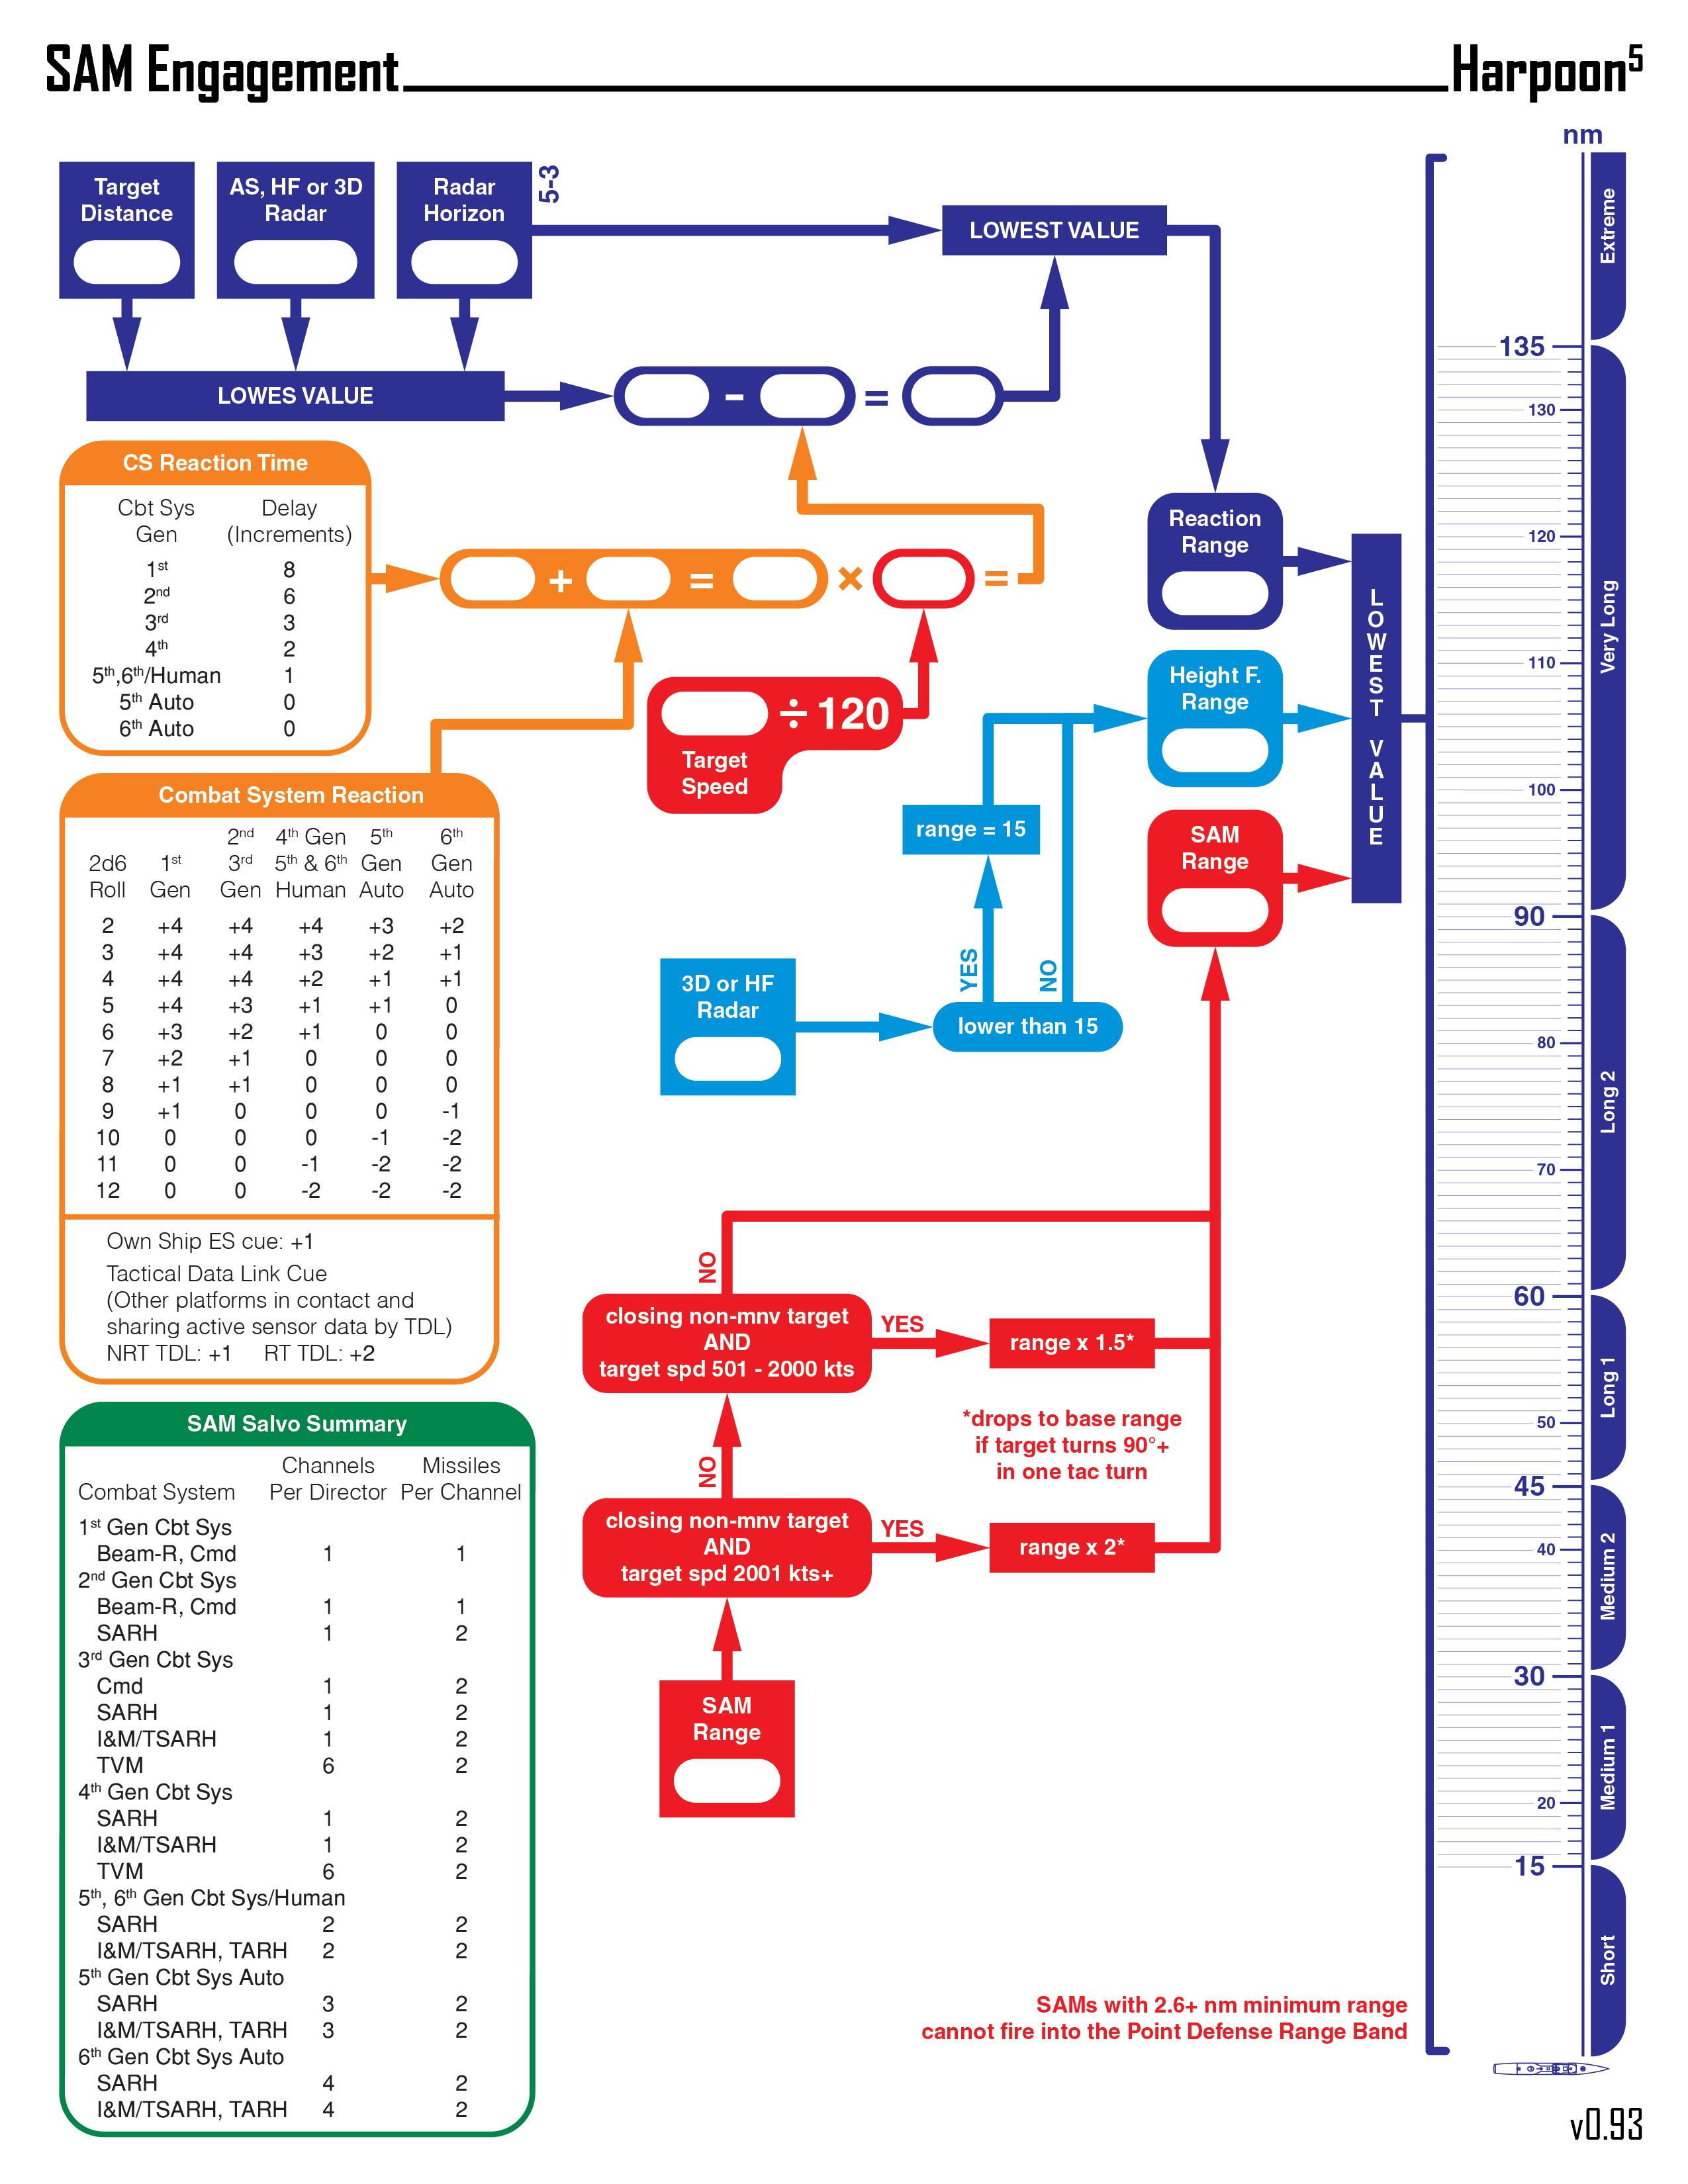 SAM Engagement
Harpoon⁵
nm
Target
Distance
AS, HF or 3D
Radar
Radar
Horizon
5-3
LOWEST VALUE
LOWES VALUE
-
=
CS Reaction Time
Cbt Sys
Gen
Delay
(Increments)
1st 8
2nd 6
3rd 3
4th 2
5th,6th/Human 1
5th Auto 0
6th Auto 0
+ = × =
÷ 120
Target
Speed
Combat System Reaction
2nd 4th Gen 5th 6th
2d6 1st 3rd 5th & 6th Gen Gen
Roll Gen Gen Human Auto Auto
2 +4 +4 +4 +3 +2
3 +4 +4 +3 +2 +1
4 +4 +4 +2 +1 +1
5 +4 +3 +1 +1 0
6 +3 +2 +1 0 0
7 +2 +1 0 0 0
8 +1 +1 0 0 0
9 +1 0 0 0 -1
10 0 0 0 -1 -2
11 0 0 -1 -2 -2
12 0 0 -2 -2 -2
Own Ship ES cue: +1
Tactical Data Link Cue
(Other platforms in contact and
sharing active sensor data by TDL)
NRT TDL: +1 RT TDL: +2
SAM Salvo Summary
Channels Missiles
Combat System Per Director Per Channel
1st Gen Cbt Sys
Beam-R, Cmd 1 1
2nd Gen Cbt Sys
Beam-R, Cmd 1 1
SARH 1 2
3rd Gen Cbt Sys
Cmd 1 2
SARH 1 2
I&M/TSARH 1 2
TVM 6 2
4th Gen Cbt Sys
SARH 1 2
I&M/TSARH 1 2
TVM 6 2
5th, 6th Gen Cbt Sys/Human
SARH 2 2
I&M/TSARH, TARH 2 2
5th Gen Cbt Sys Auto
SARH 3 2
I&M/TSARH, TARH 3 2
6th Gen Cbt Sys Auto
SARH 4 2
I&M/TSARH, TARH 4 2
Reaction
Range
Height F.
Range
SAM
Range
LOWEST VALUE
range = 15
YES
NO
3D or HF
Radar
lower than 15
NO
closing non-mnv target
AND
target spd 501 - 2000 kts
YES
range x 1.5*
*drops to base range
if target turns 90°+
in one tac turn
NO
closing non-mnv target
AND
target spd 2001 kts+
YES
range x 2*
SAM
Range
SAMs with 2.6+ nm minimum range
cannot fire into the Point Defense Range Band
Extreme
135
130
120
Very Long
110
100
90
80
Long 2
70
60
Long 1
50
45
40
Medium 2
30
Medium 1
20
15
Short
v0.93